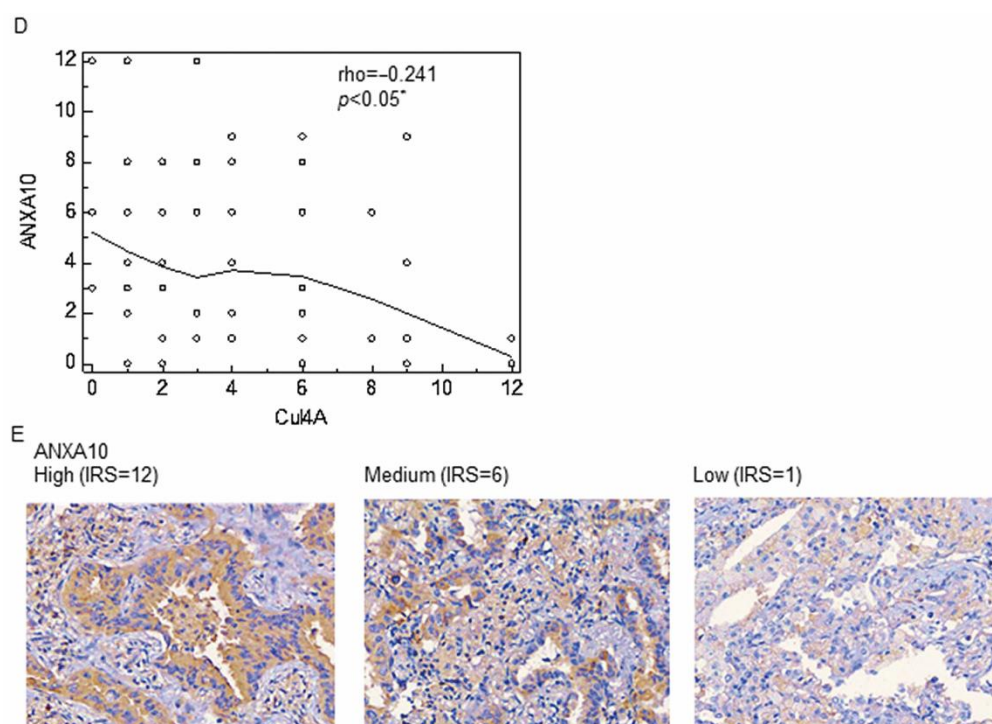 D
12
10
8
6
4
2
0
ANXA10
rho=−0.241
p<0.05*
0 2 4 6 8 10 12
Cul4A
E
ANXA10
High (IRS=12) Medium (IRS=6) Low (IRS=1)